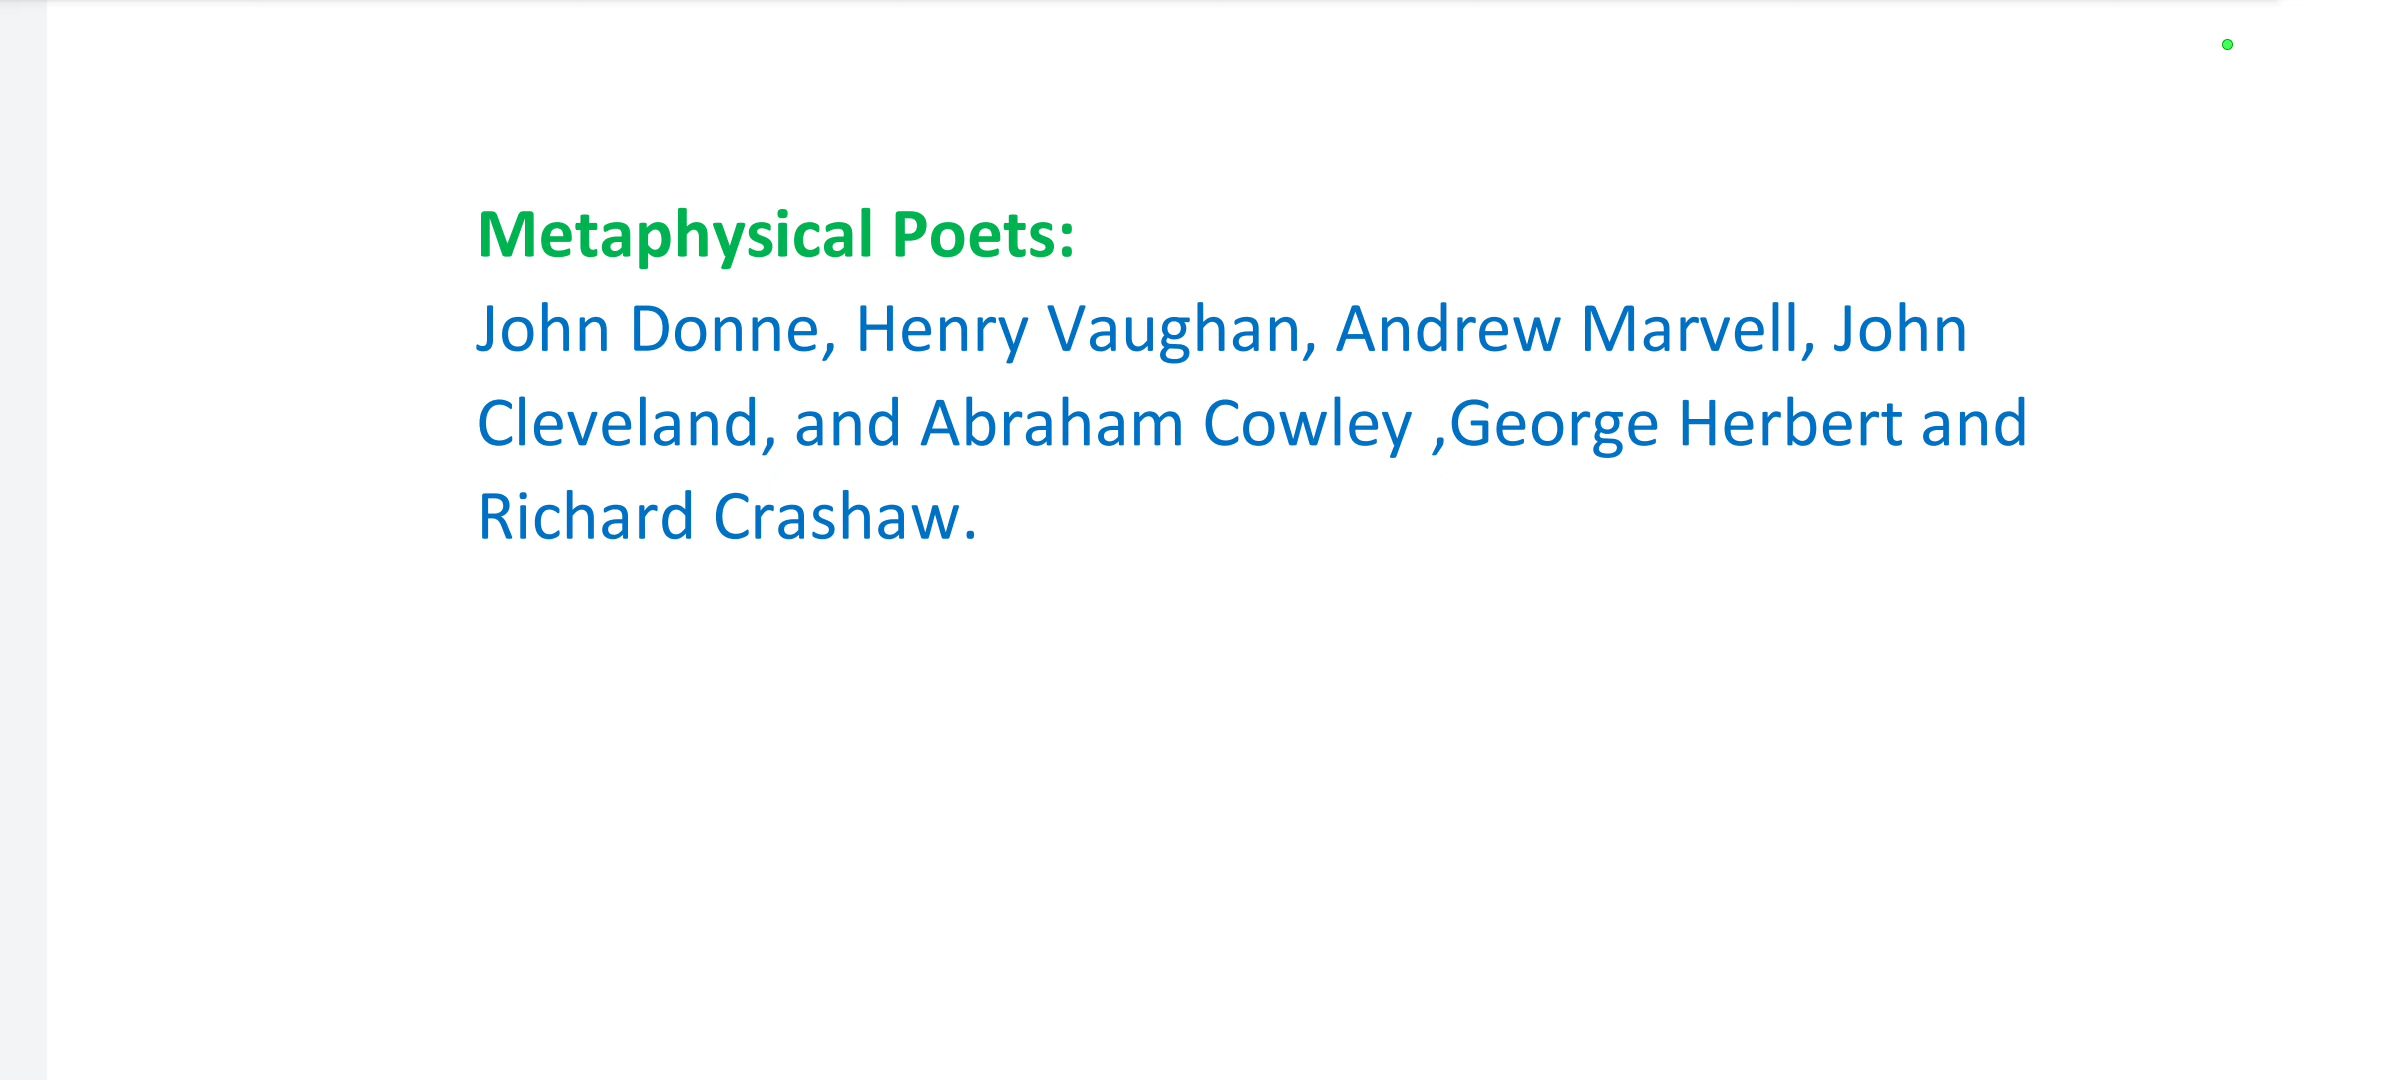 Metaphysical Poets:
John Donne, Henry Vaughan, Andrew Marvell, John
Cleveland, and Abraham Cowley ,George Herbert and
Richard Crashaw.